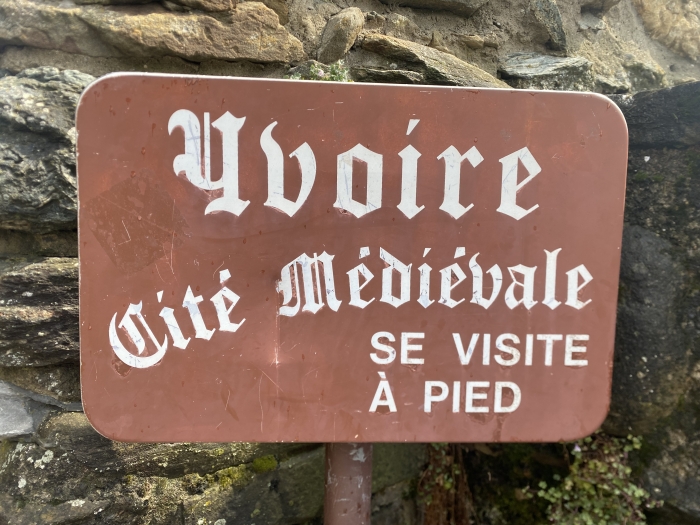 Yvoire
Cité Médiévale
SE VISITE
À PIED